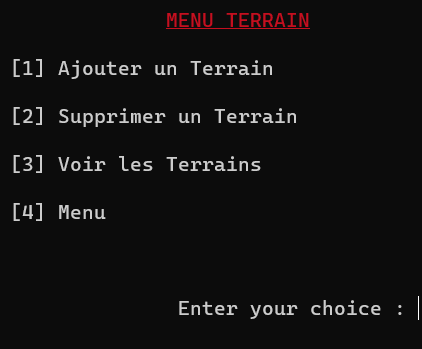 MENU TERRAIN
[1] Ajouter un Terrain
[2] Supprimer un Terrain
[3] Voir les Terrains
[4] Menu
Enter your choice :